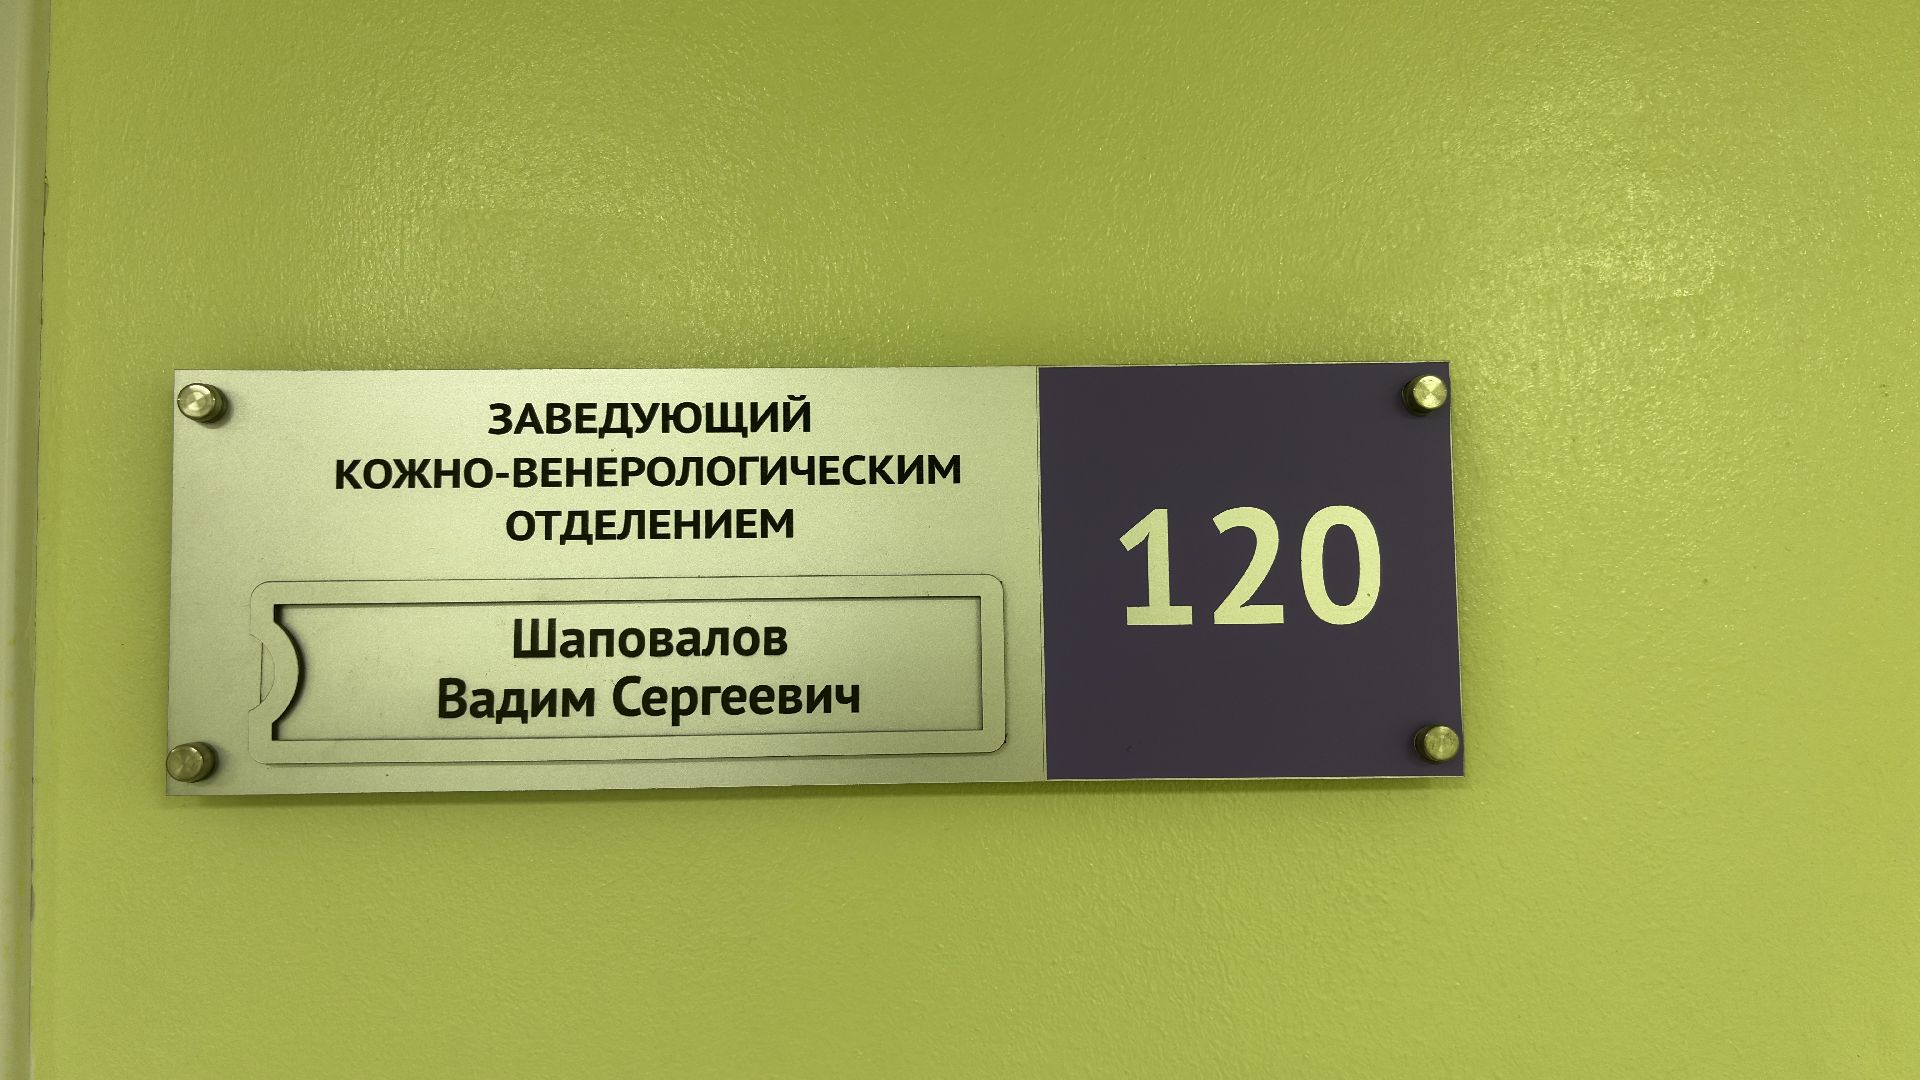 ЗАВЕДУЮЩИЙ
КОЖНО-ВЕНЕРОЛОГИЧЕСКИМ
ОТДЕЛЕНИЕМ
Шаповалов
Вадим Сергеевич
120